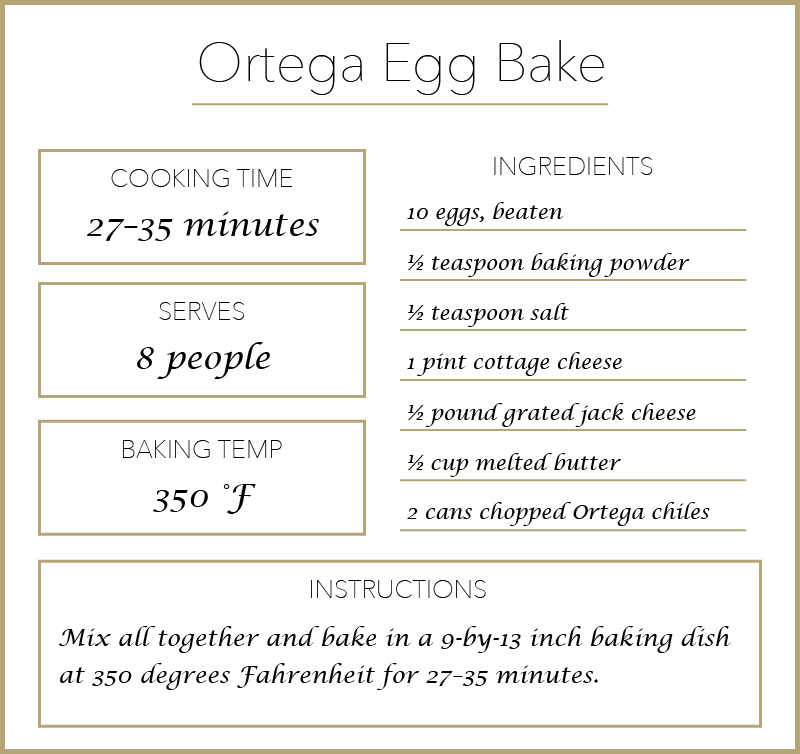 Ortega Egg Bake
COOKING TIME
27–35 minutes
SERVES
8 people
BAKING TEMP
350 °F
INGREDIENTS
10 eggs, beaten
½ teaspoon baking powder
½ teaspoon salt
1 pint cottage cheese
½ pound grated jack cheese
½ cup melted butter
2 cans chopped Ortega chiles
INSTRUCTIONS
Mix all together and bake in a 9-by-13 inch baking dish
at 350 degrees Fahrenheit for 27–35 minutes.